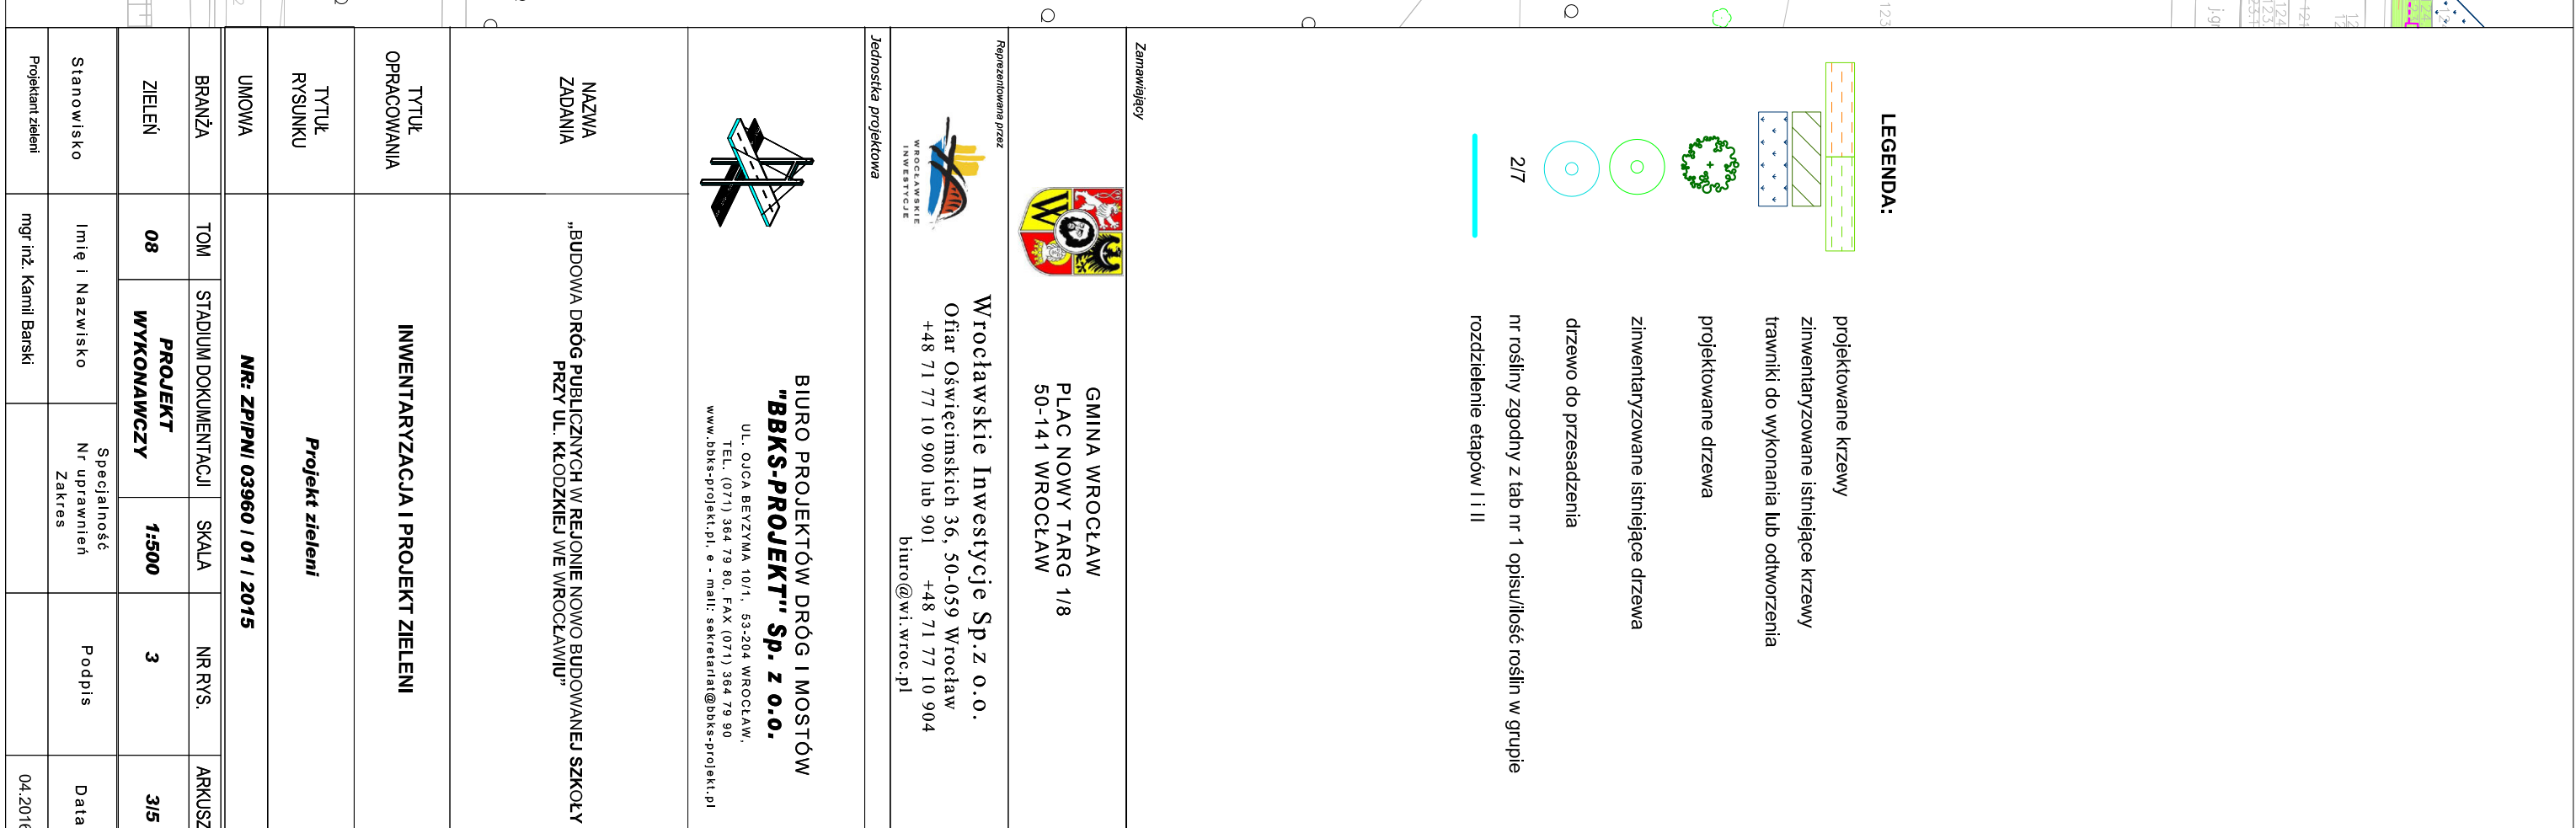 LEGENDA:
projektowane krzewy
zinwentaryzowane istniejące krzewy
trawniki do wykonania lub odtworzenia
projektowane drzewa
zinwentaryzowane istniejące drzewa
drzewo do przesadzenia
2/7 nr rośliny zgodny z tab nr 1 opisu/ilość roślin w grupie
rozdzielenie etapów I i II
Zamawiający
GMINA WROCŁAW
PLAC NOWY TARG 1/8
50-141 WROCŁAW
Reprezentowana przez
WROCŁAWSKIE
INWESTYCJE
Wrocławskie Inwestycje Sp.z o.o.
Ofiar Oświęcimskich 36, 50-059 Wrocław
+48 71 77 10 900 lub 901 +48 71 77 10 904
biuro@wi.wroc.pl
Jednostka projektowa
BIURO PROJEKTÓW DRÓG I MOSTÓW
"BBKS-PROJEKT" Sp. z o.o.
UL. OJCA BEYZYMA 10/1, 53-204 WROCŁAW,
TEL. (071) 364 79 80, FAX (071) 364 79 90
www.bbks-projekt.pl, e - mail: sekretariat@bbks-projekt.pl
NAZWA
ZADANIA
„BUDOWA DRÓG PUBLICZNYCH W REJONIE NOWO BUDOWANEJ SZKOŁY
PRZY UL. KŁODZKIEJ WE WROCŁAWIU”
TYTUŁ
OPRACOWANIA
INWENTARYZACJA I PROJEKT ZIELENI
TYTUŁ
RYSUNKU
Projekt zieleni
UMOWA NR: ZP/PN/ 03960 / 01 / 2015
BRANŻA TOM STADIUM DOKUMENTACJI SKALA NR RYS. ARKUSZ
ZIELEŃ 08 PROJEKT
WYKONAWCZY 1:500 3 3/5
Stanowisko Imię i Nazwisko Specjalność
Nr uprawnień
Zakres Podpis Data
Projektant zieleni mgr inż. Kamil Barski 04.2016